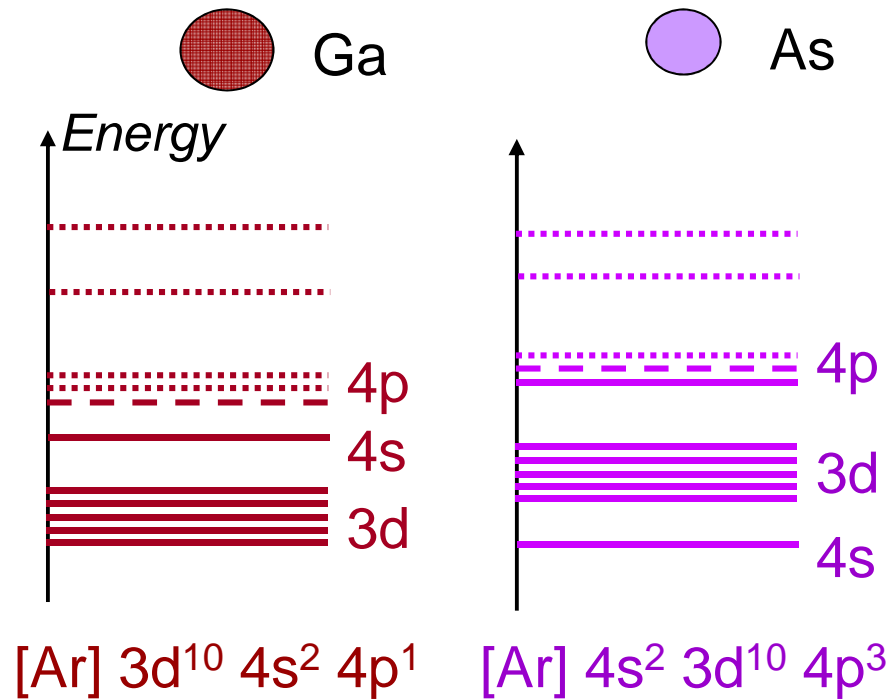 Ga
As
Energy
4p
4s
3d
4p
3d
4s
[Ar] 3d¹⁰ 4s² 4p¹
[Ar] 4s² 3d¹⁰ 4p³